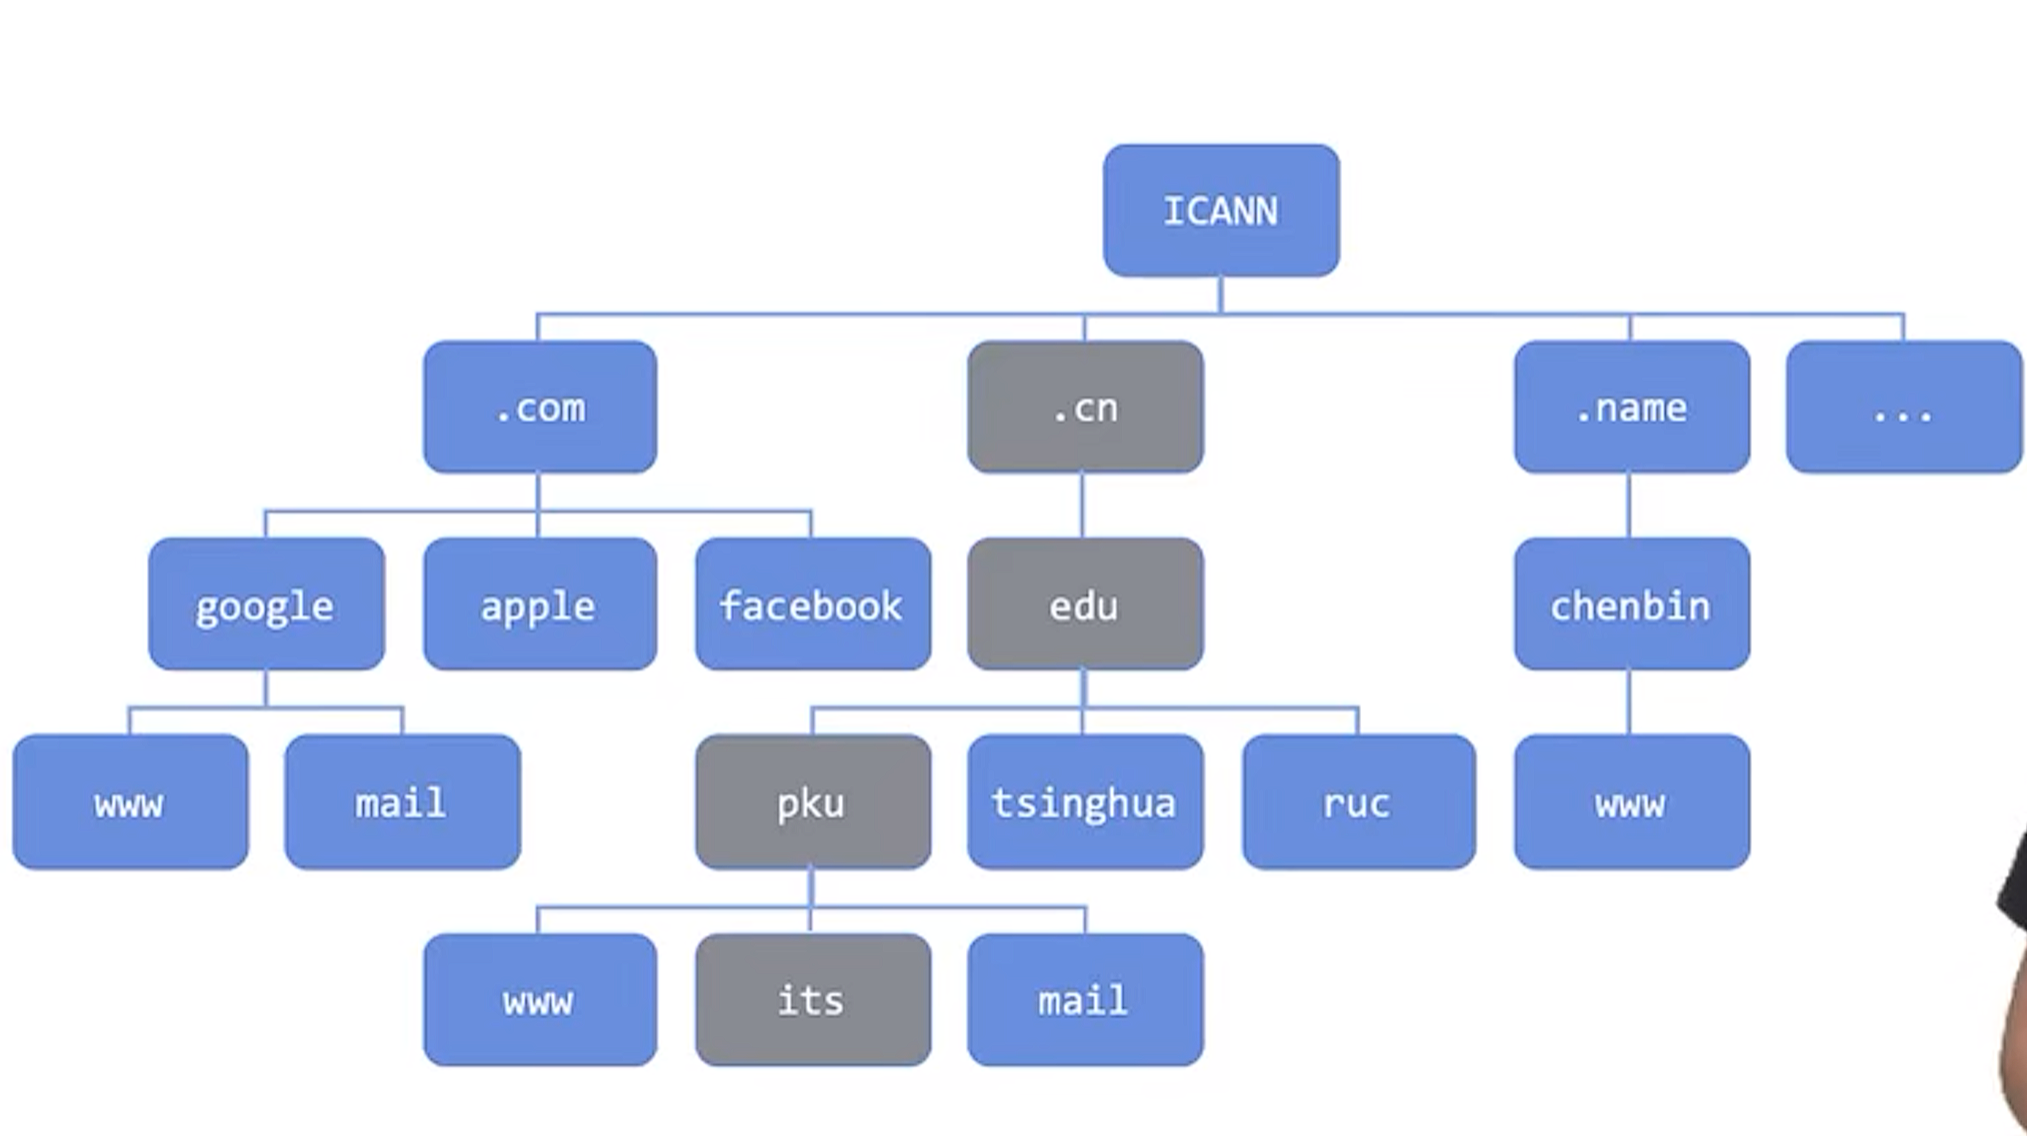 ICANN
.com
.cn
.name
...
google
apple
facebook
edu
chenbin
www
mail
pku
tsinghua
ruc
www
www
its
mail